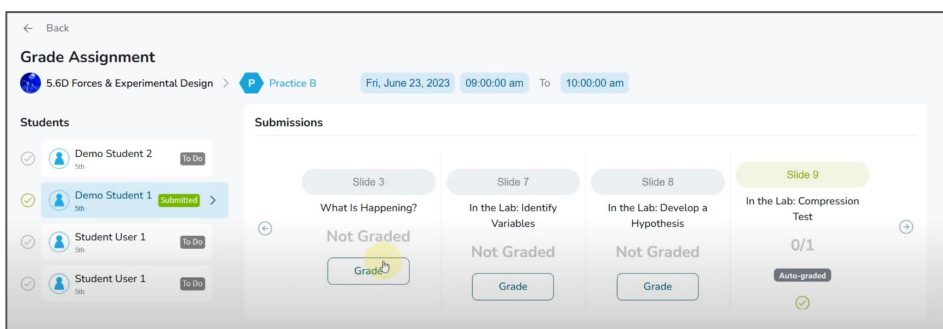 ← Back
Grade Assignment
5.6D Forces & Experimental Design > P Practice B Fri, June 23, 2023 09:00:00 am To 10:00:00 am
Students
Demo Student 2
5th
To Do
Demo Student 1
5th
Submitted >
Student User 1
5th
To Do
Student User 1
5th
To Do
Submissions
Slide 3
What Is Happening?
Not Graded
Grade
Slide 7
In the Lab: Identify
Variables
Not Graded
Grade
Slide 8
In the Lab: Develop a
Hypothesis
Not Graded
Grade
Slide 9
In the Lab: Compression
Test
0/1
Auto-graded